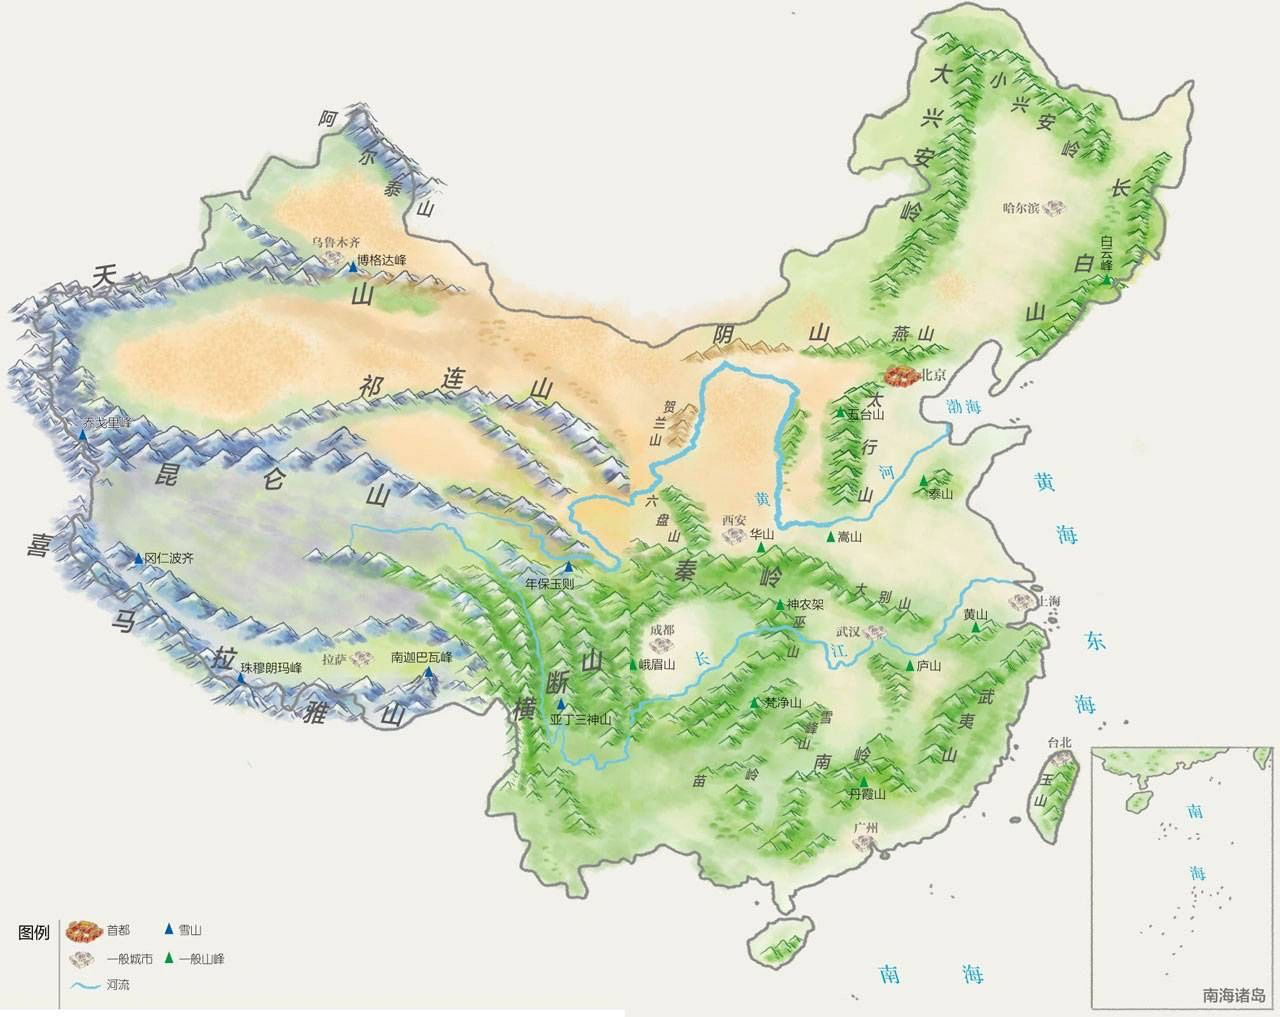 阿尔泰山
大兴安岭
小兴安岭
长白山
哈尔滨
白云峰
乌鲁木齐
博格达峰
天山
阴山
燕山
北京
渤海
祁连山
贺兰山
五台山
太行山
乔戈里峰
昆仑山
黄河
泰山
黄海
六盘山
西安
华山
嵩山
喜马拉雅山
冈仁波齐
年保玉则
秦岭
大别山
神农架
巫山
武汉
黄山
上海
成都
峨眉山
长江
庐山
东海
拉萨
南迦巴瓦峰
珠穆朗玛峰
横断山
亚丁三神山
梵净山
雪峰山
武夷山
苗岭
南岭
丹霞山
广州
台北
玉山
南海
南海
南海诸岛
图例
首都
雪山
一般城市
一般山峰
河流